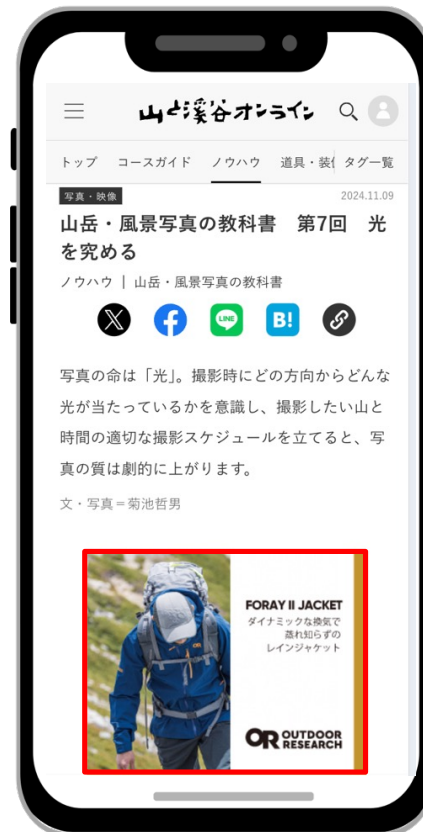 山と溪谷オンライン
トップ コースガイド ノウハウ 道具・装 タグ一覧
写真・映像 2024.11.09
山岳・風景写真の教科書 第7回 光
を究める
ノウハウ | 山岳・風景写真の教科書
LINE B!
写真の命は「光」。撮影時にどの方向からどんな
光が当たっているかを意識し、撮影したい山と
時間の適切な撮影スケジュールを立てると、写
真の質は劇的に上がります。
文・写真＝菊池哲男
FORAY II JACKET
ダイナミックな換気で
蒸れ知らずの
レインジャケット
OR OUTDOOR
RESEARCH